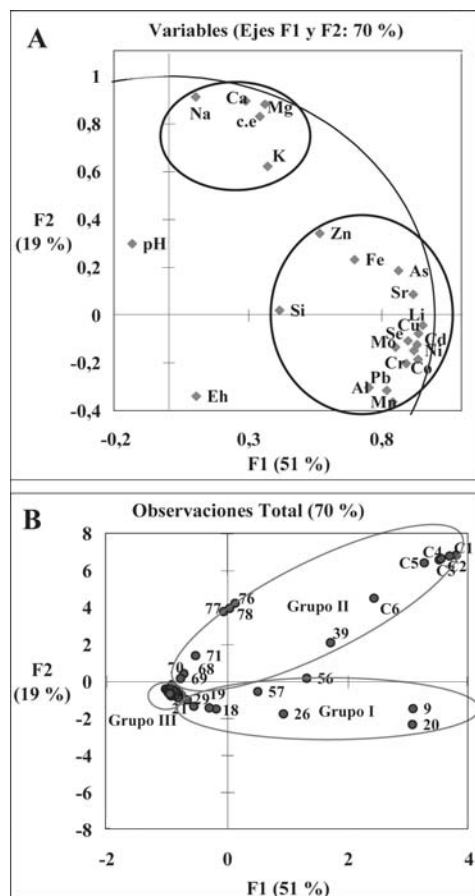 A
Variables (Ejes F1 y F2: 70 %)
1
Ca
Na
Mg
c.e
0,8
K
0,6
F2
(19 %)
0,4
Zn
pH
Fe
0,2
As
Sr
Si
0
Li
Cu
Se
Cd
Mo
Ni
Cr
Co
-0,2
Pb
Al
Eh
Mn
-0,4
-0,2
0,3
0,8
F1 (51 %)
B
Observaciones Total (70 %)
8
C4
C1
C5
C2
C3
6
76
77
78
Grupo II
C6
4
39
2
71
70
68
69
56
F2
(19 %)
0
57
29
19
21
18
Grupo I
9
Grupo III
26
20
-2
-4
-6
-8
-2
0
2
4
F1 (51 %)